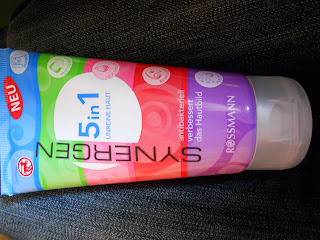 NEU
5in1
UNREINE HAUT
SYNERGEN
antibakteriell
verbessert
das Hautbild
ROSSMANN